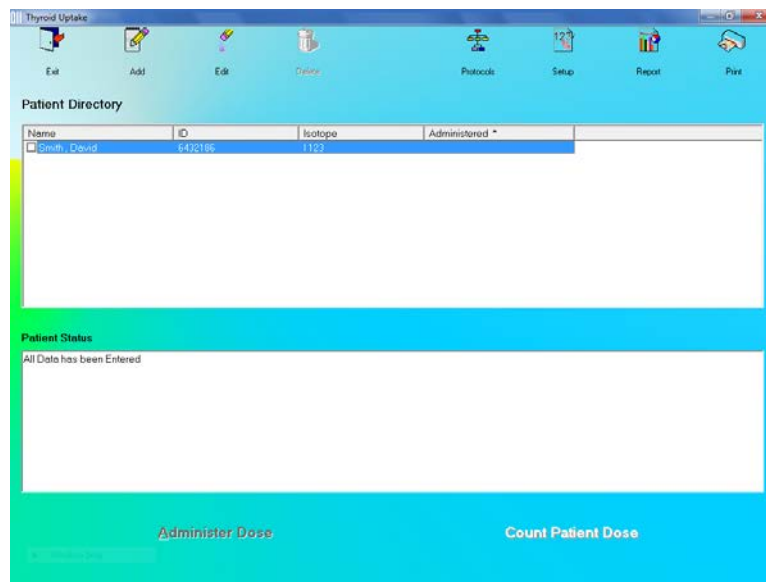 Thyroid Uptake
Exit Add Edit Delete Protocols Setup Report Print
Patient Directory
Name ID Isotope Administered
Smith, David 6432186 I123
Patient Status
All Data has been Entered
Administer Dose Count Patient Dose